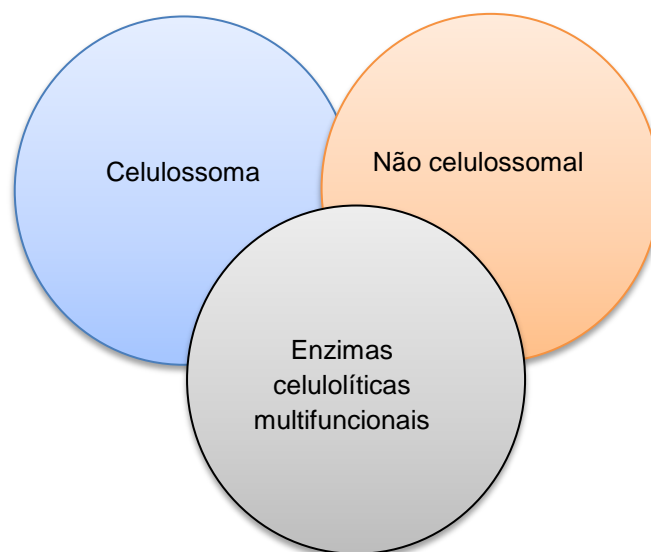 Celulossoma
Não celulossomal
Enzimas
celulolíticas
multifuncionais